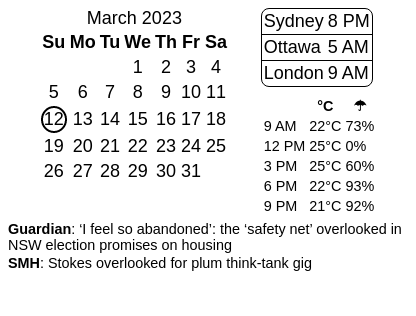 March 2023
Su Mo Tu We Th Fr Sa
1 2 3 4
5 6 7 8 9 10 11
12 13 14 15 16 17 18
19 20 21 22 23 24 25
26 27 28 29 30 31
Sydney 8 PM
Ottawa 5 AM
London 9 AM
°C ☂
9 AM 22°C 73%
12 PM 25°C 0%
3 PM 25°C 60%
6 PM 22°C 93%
9 PM 21°C 92%
Guardian: ‘I feel so abandoned’: the ‘safety net’ overlooked in
NSW election promises on housing
SMH: Stokes overlooked for plum think-tank gig